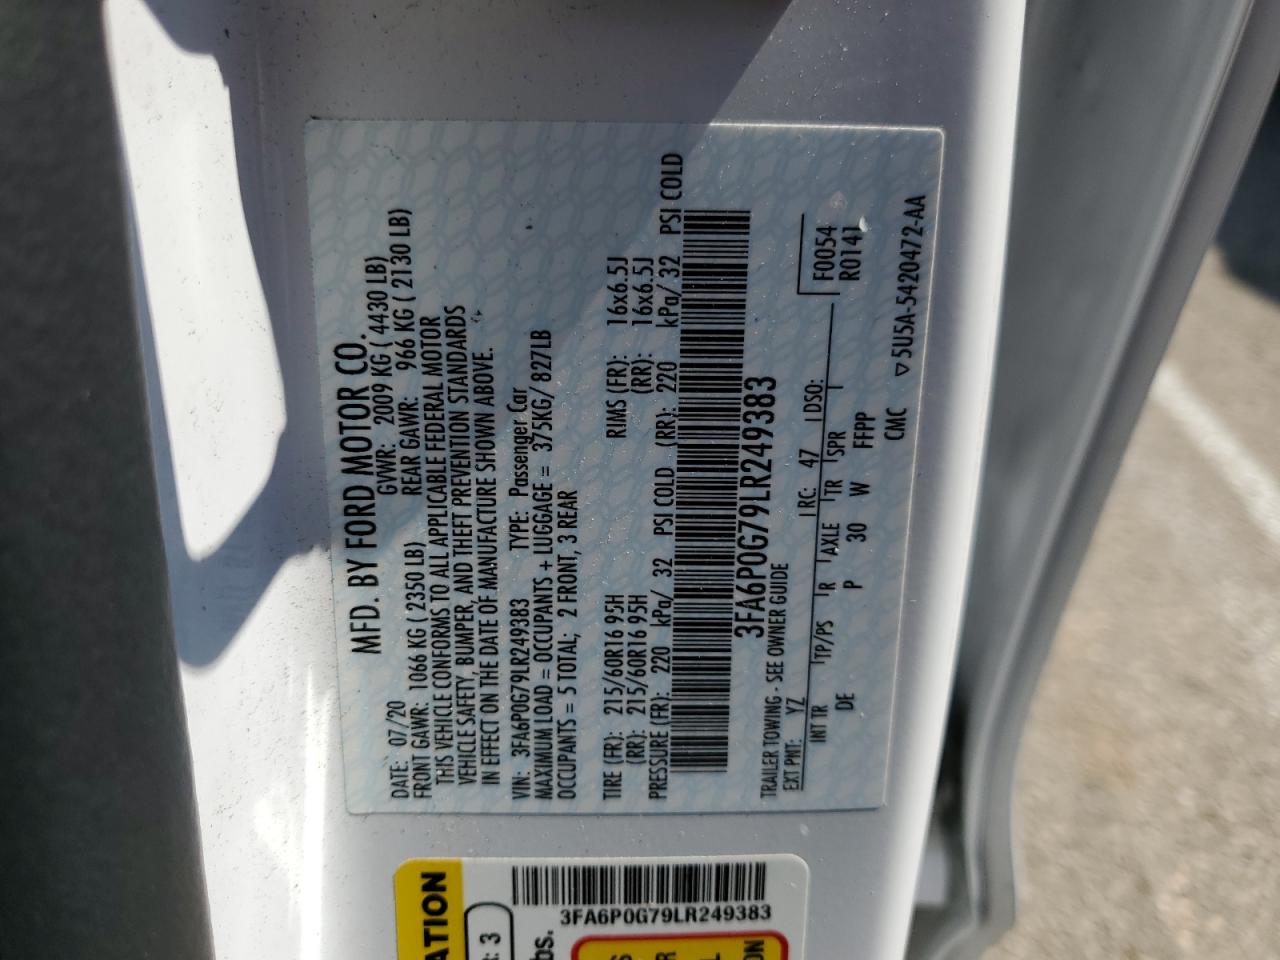 MFD. BY FORD MOTOR CO.
DATE: 07/20 GVWR: 2009 KG ( 4430 LB)
FRONT GAWR: 1066 KG ( 2350 LB) REAR GAWR: 966 KG ( 2130 LB)
THIS VEHICLE CONFORMS TO ALL APPLICABLE FEDERAL MOTOR
VEHICLE SAFETY, BUMPER, AND THEFT PREVENTION STANDARDS
IN EFFECT ON THE DATE OF MANUFACTURE SHOWN ABOVE.
VIN: 3FA6P0G79LR249383 TYPE: Passenger Car
MAXIMUM LOAD = OCCUPANTS + LUGGAGE = 375KG/ 827LB
OCCUPANTS = 5 TOTAL; 2 FRONT, 3 REAR
TIRE (FR): 215/60R16 95H RIMS (FR): 16x6.5J
(RR): 215/60R16 95H (RR): 16x6.5J
PRESSURE (FR): 220 kPa/ 32 PSI COLD (RR): 220 kPa/ 32 PSI COLD
3FA6P0G79LR249383
TRAILER TOWING - SEE OWNER GUIDE
EXT PNT: YZ RC: 47 DSO: F0054
INT TR TP/PS R AXLE TR SPR R0141
DE P 30 W FFPP
CMC ▽5U5A-5420472-AA
ATION
: 3
3FA6P0G79LR249383
bs.
S
R
L
ON